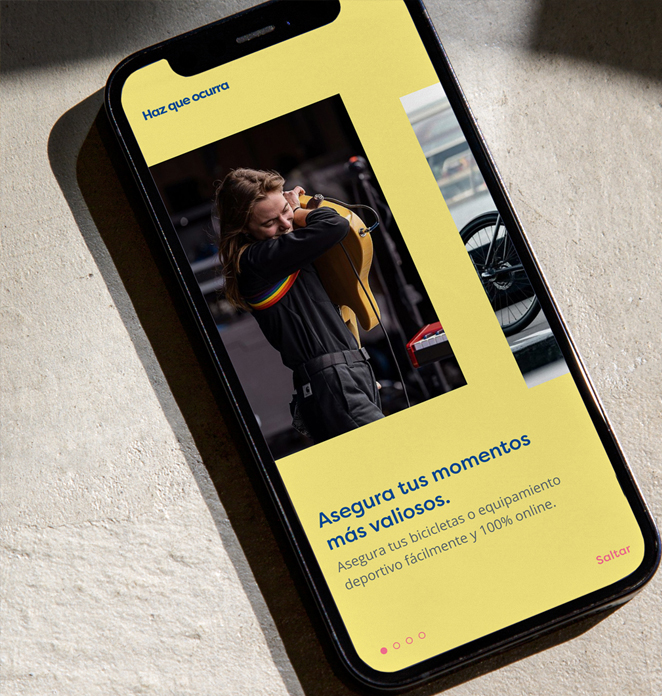 Haz que ocurra
Asegura tus momentos
más valiosos.
Asegura tus bicicletas o equipamiento
deportivo fácilmente y 100% online.
Saltar